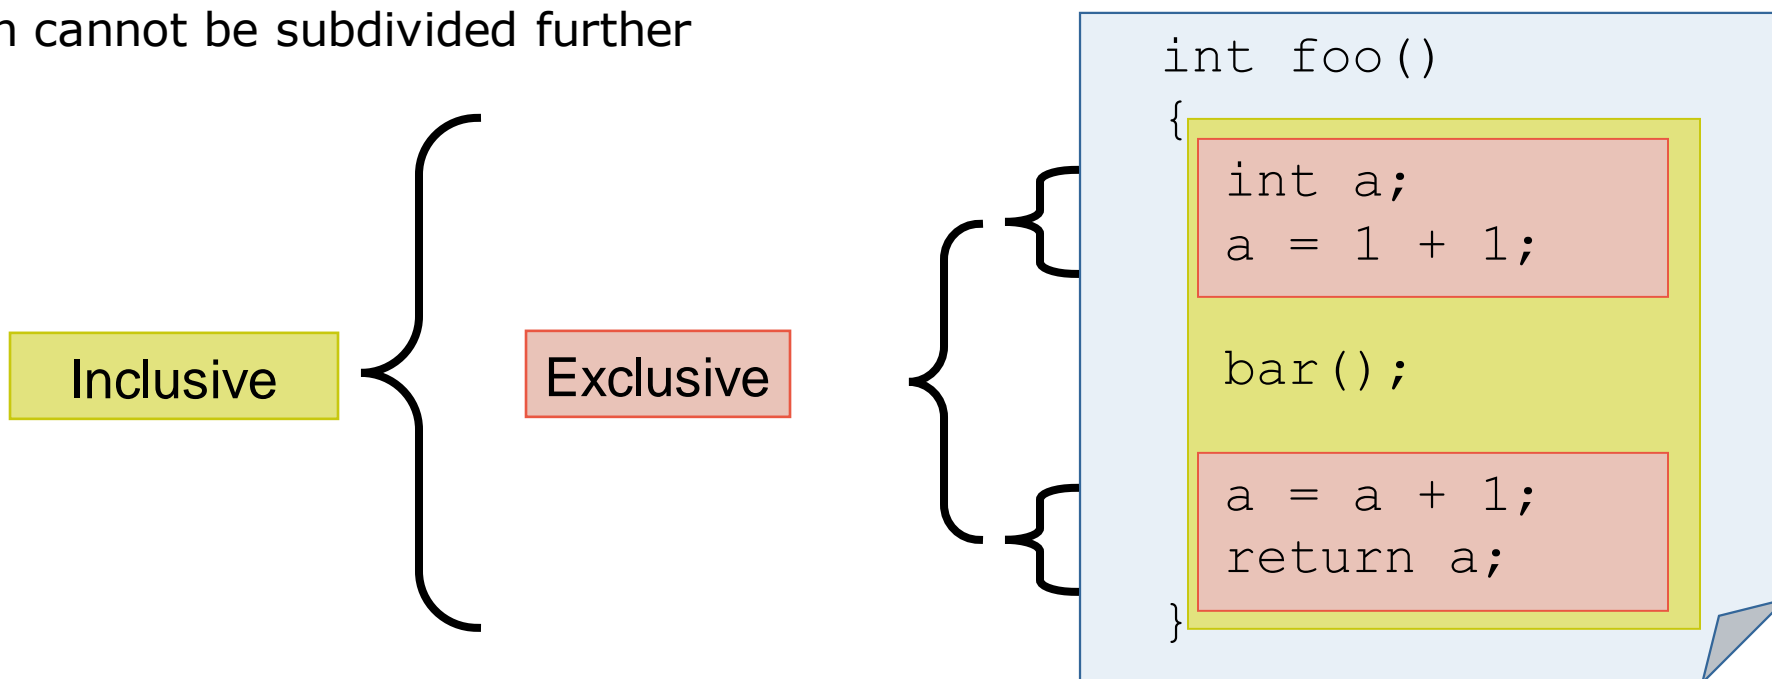 cannot be subdivided further
Inclusive
Exclusive
int foo()
{
int a;
a = 1 + 1;
bar();
a = a + 1;
return a;
}